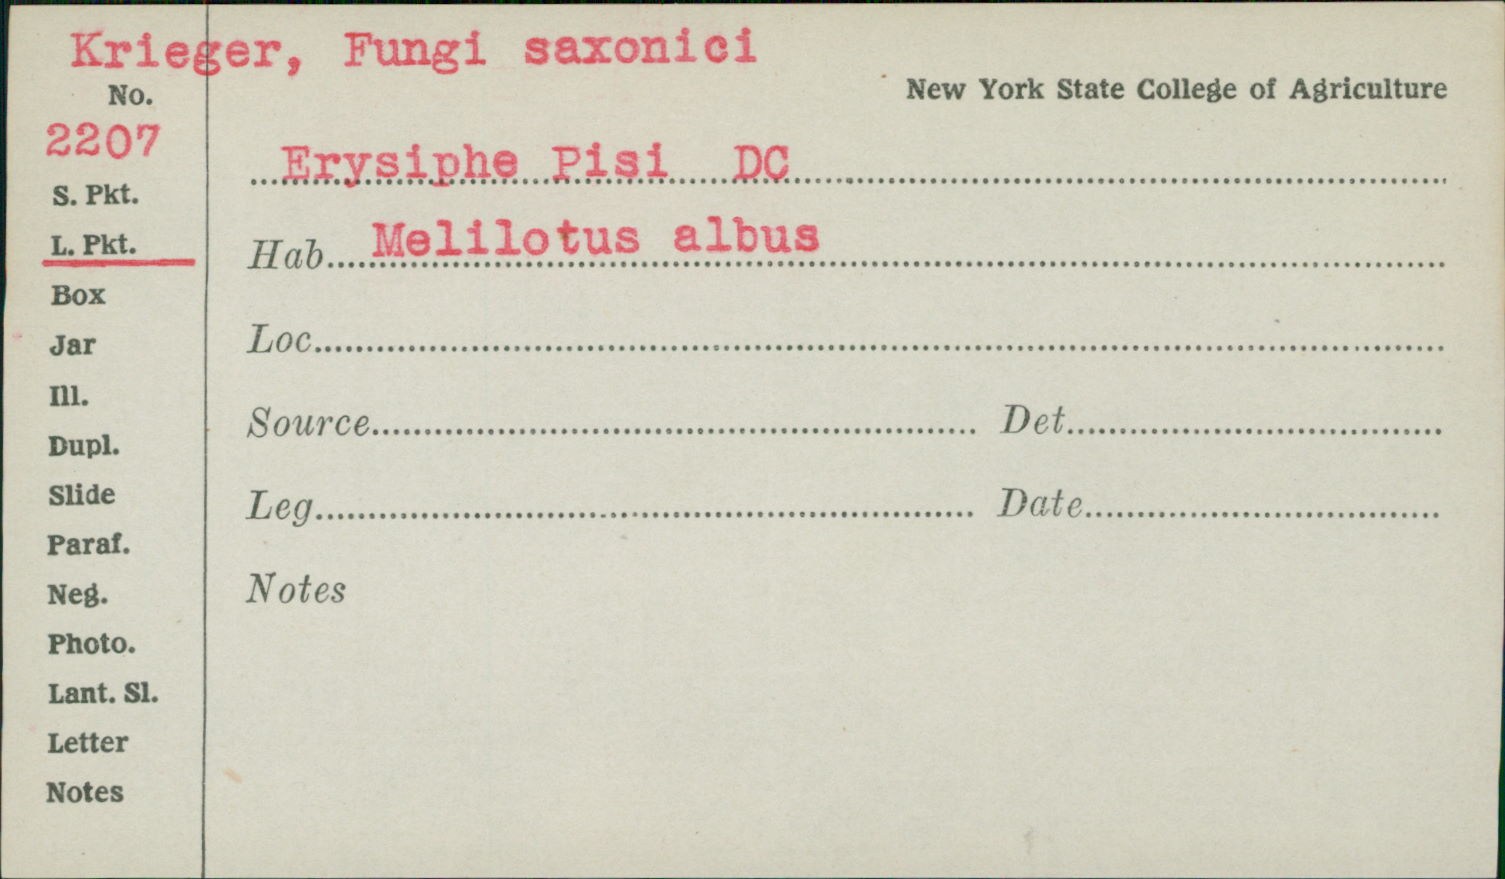 Krieger, Fungi saxonici
No.
New York State College of Agriculture
2207
Erysiphe Pisi DC
S. Pkt.
L. Pkt.
Hab. Melilotus albus
Box
Jar
Loc.
Ill.
Source Det.
Dupl.
Slide
Leg. Date
Paraf.
Neg.
Notes
Photo.
Lant. Sl.
Letter
Notes